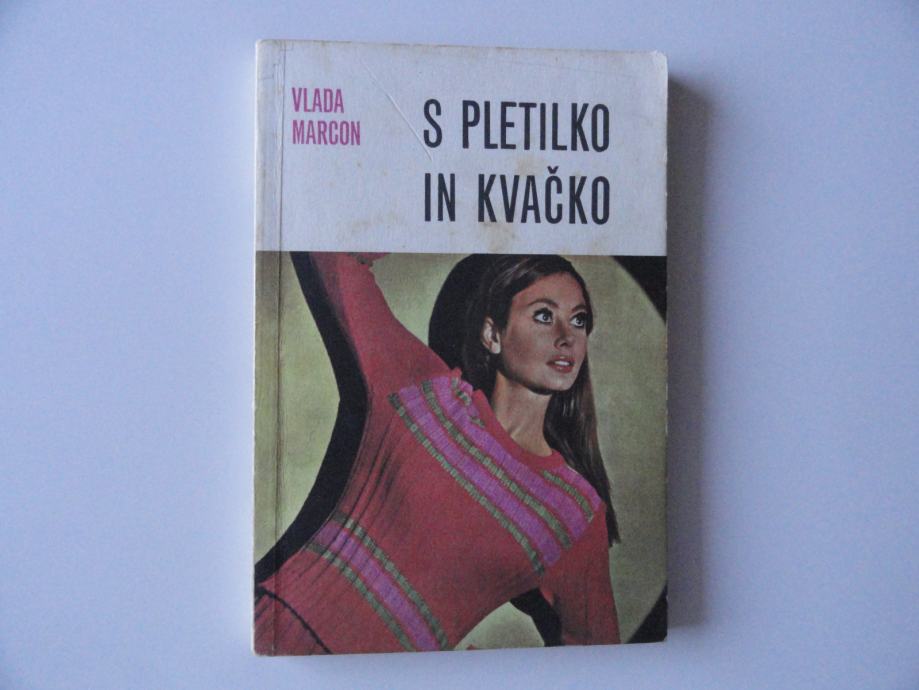 VLADA
MARCON
S PLETILKO
IN KVAČKO